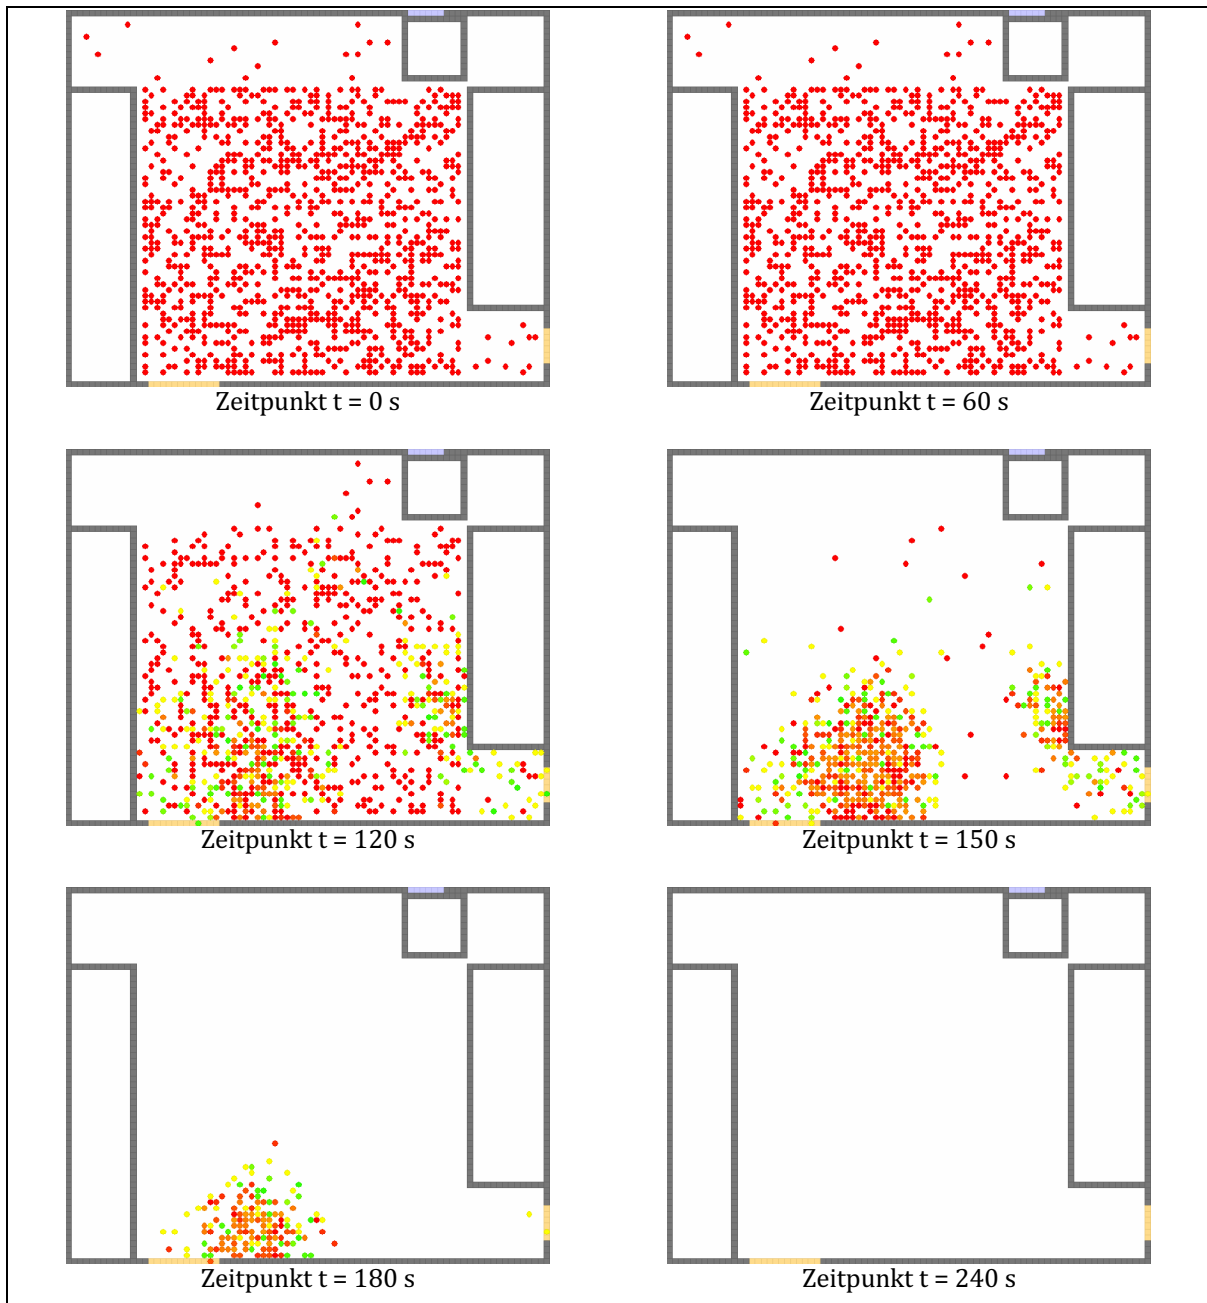 Zeitpunkt t = 0 s
Zeitpunkt t = 60 s
Zeitpunkt t = 120 s
Zeitpunkt t = 150 s
Zeitpunkt t = 180 s
Zeitpunkt t = 240 s